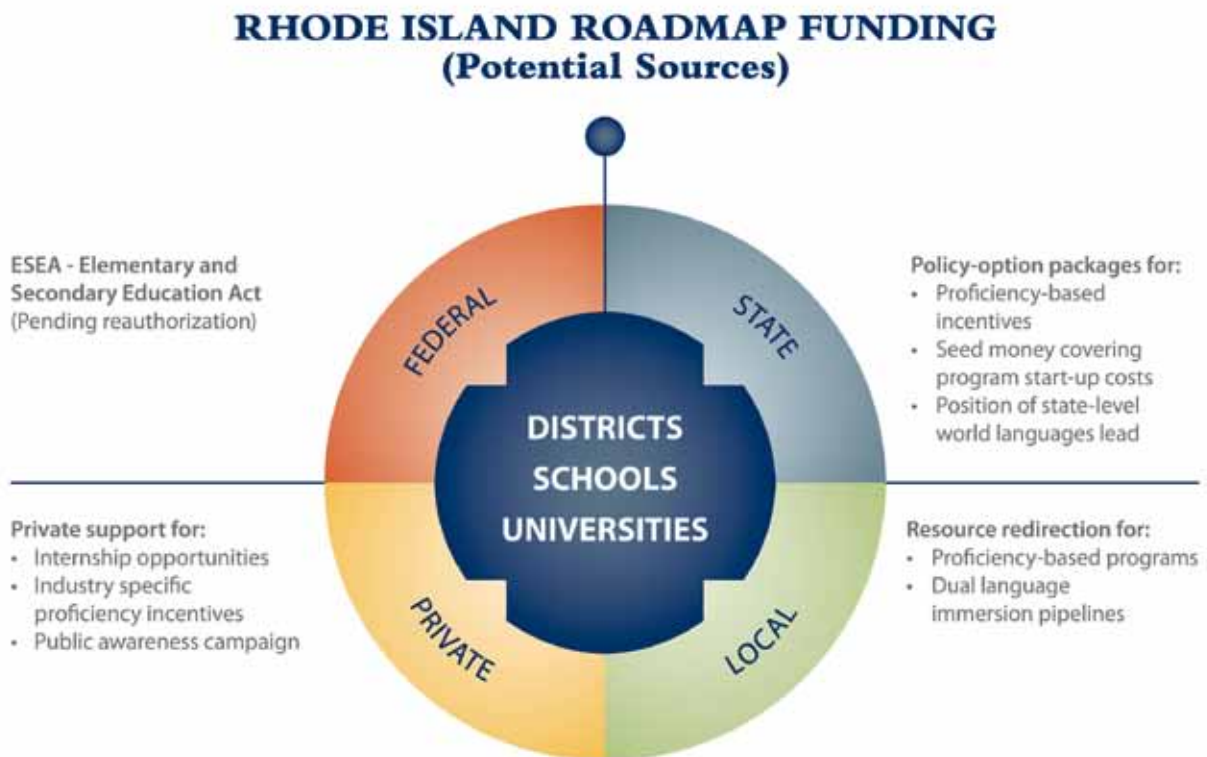 RHODE ISLAND ROADMAP FUNDING
(Potential Sources)
ESEA - Elementary and
Secondary Education Act
(Pending reauthorization)
FEDERAL
STATE
Policy-option packages for:
• Proficiency-based
incentives
• Seed money covering
program start-up costs
• Position of state-level
world languages lead
DISTRICTS
SCHOOLS
UNIVERSITIES
Private support for:
• Internship opportunities
• Industry specific
proficiency incentives
• Public awareness campaign
PRIVATE
LOCAL
Resource redirection for:
• Proficiency-based programs
• Dual language
immersion pipelines